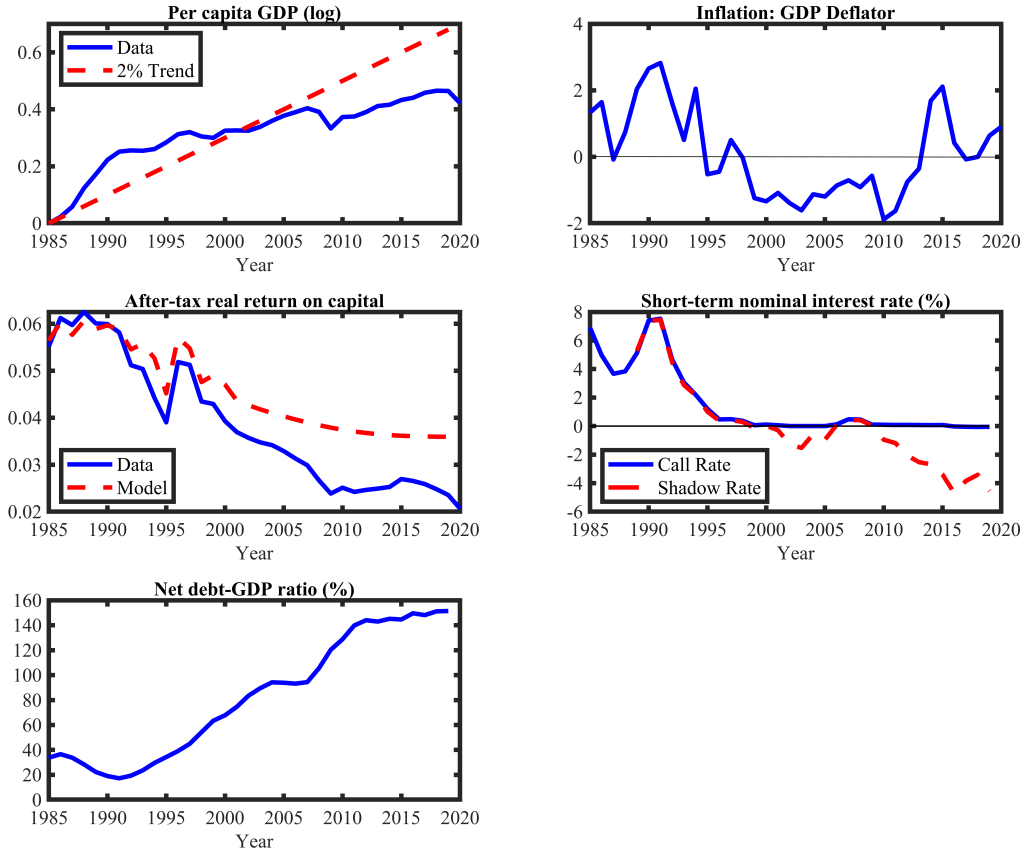 Per capita GDP (log)
0.6
0.4
0.2
0
Data
2% Trend
1985 1990 1995 2000 2005 2010 2015 2020
Year
Inflation: GDP Deflator
4
2
0
-2
1985 1990 1995 2000 2005 2010 2015 2020
Year
After-tax real return on capital
0.06
0.05
0.04
0.03
0.02
Data
Model
1985 1990 1995 2000 2005 2010 2015 2020
Year
Short-term nominal interest rate (%)
8
6
4
2
0
-2
-4
-6
Call Rate
Shadow Rate
1985 1990 1995 2000 2005 2010 2015 2020
Year
Net debt-GDP ratio (%)
160
140
120
100
80
60
40
20
0
1985 1990 1995 2000 2005 2010 2015 2020
Year